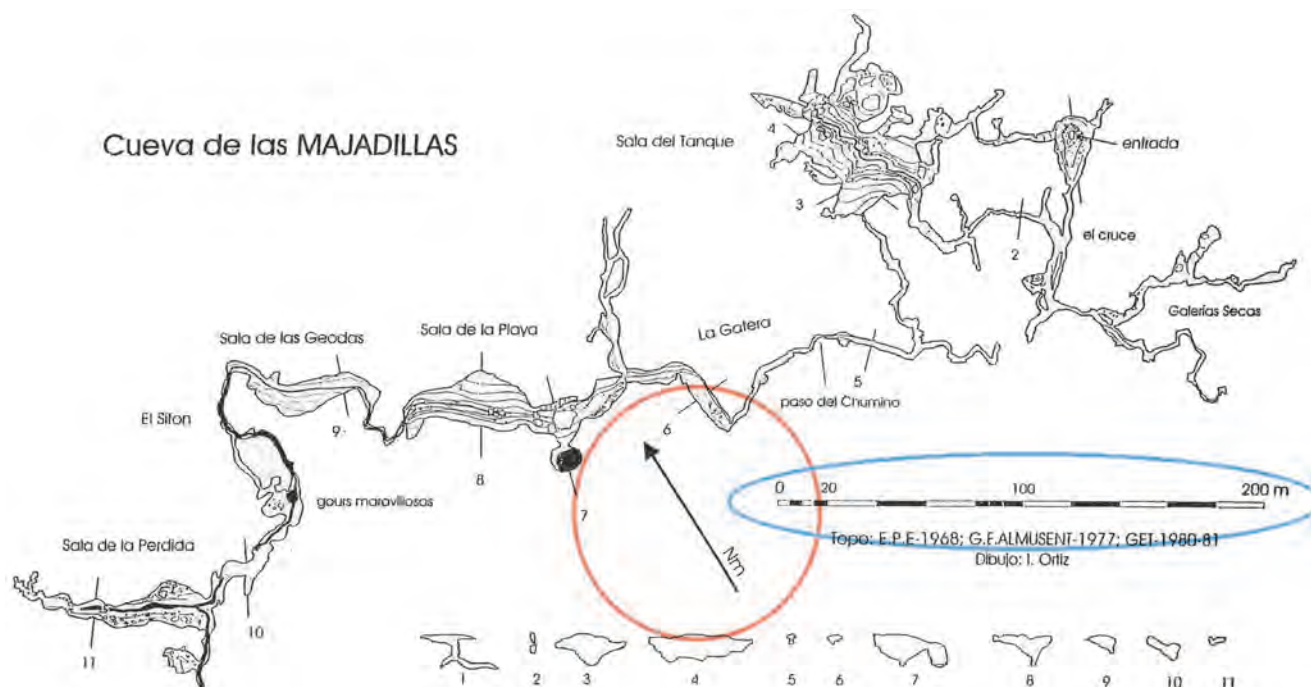 Cueva de las MAJADILLAS
Sala del Tanque
4
entrada
3
2
el cruce
Galerías Secas
La Gatera
5
paso del Chumino
6
Sala de la Playa
Sala de las Geodas
El Sifon
9
8
7
gours maravillosos
Sala de la Perdida
10
11
Nm
0 20 100 200 m
Topo: E.P.E-1968; G.E.ALMUSENT-1977; GET-1980-81
Dibujo: I. Ortiz
1 2 3 4 5 6 7 8 9 10 11